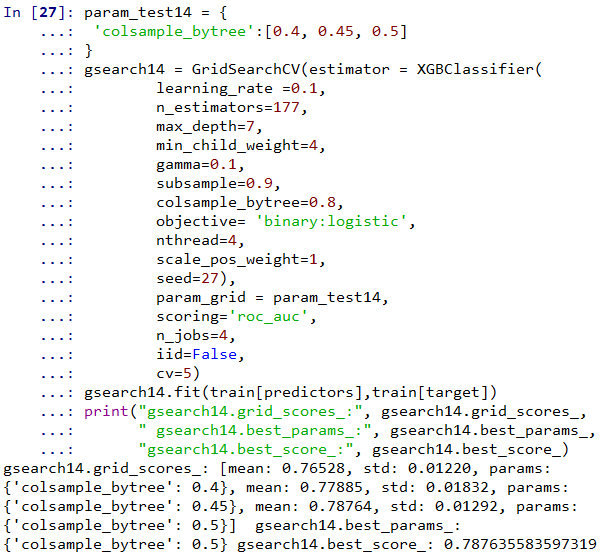 In [27]: param_test14 = {
    ...:  'colsample_bytree':[0.4, 0.45, 0.5]
    ...: }
    ...: gsearch14 = GridSearchCV(estimator = XGBClassifier(
    ...:         learning_rate =0.1,
    ...:         n_estimators=177,
    ...:         max_depth=7,
    ...:         min_child_weight=4,
    ...:         gamma=0.1,
    ...:         subsample=0.9,
    ...:         colsample_bytree=0.8,
    ...:         objective= 'binary:logistic',
    ...:         nthread=4,
    ...:         scale_pos_weight=1,
    ...:         seed=27),
    ...:         param_grid = param_test14,
    ...:         scoring='roc_auc',
    ...:         n_jobs=4,
    ...:         iid=False,
    ...:         cv=5)
    ...: gsearch14.fit(train[predictors],train[target])
    ...: print("gsearch14.grid_scores_:", gsearch14.grid_scores_,
    ...:       " gsearch14.best_params_:", gsearch14.best_params_,
    ...:       "gsearch14.best_score_:", gsearch14.best_score_)
gsearch14.grid_scores_: [mean: 0.76528, std: 0.01220, params:
{'colsample_bytree': 0.4}, mean: 0.77885, std: 0.01832, params:
{'colsample_bytree': 0.45}, mean: 0.78764, std: 0.01292, params:
{'colsample_bytree': 0.5}]  gsearch14.best_params_:
{'colsample_bytree': 0.5} gsearch14.best_score_: 0.787635583597319